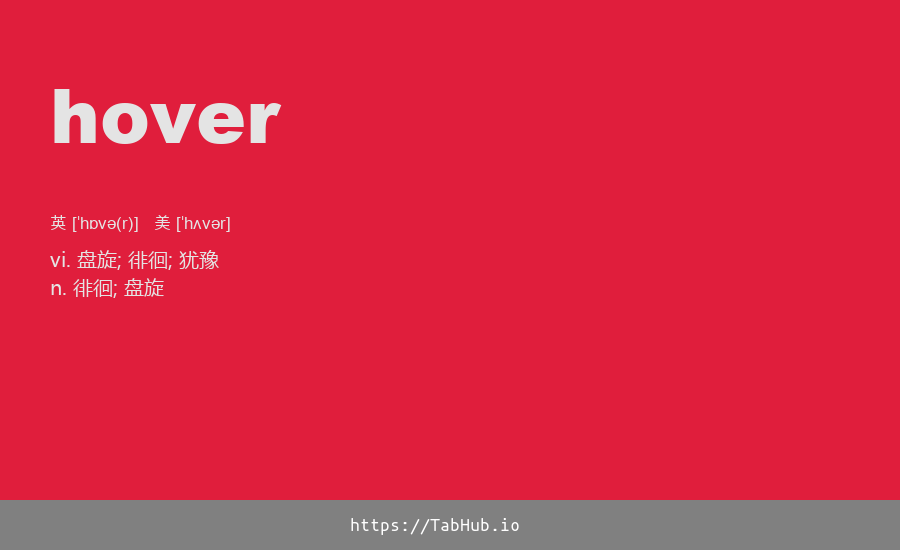 hover
英 ['hɒvə(r)] 美 ['hʌvər]
vi. 盘旋; 徘徊; 犹豫
n. 徘徊; 盘旋
https://TabHub.io